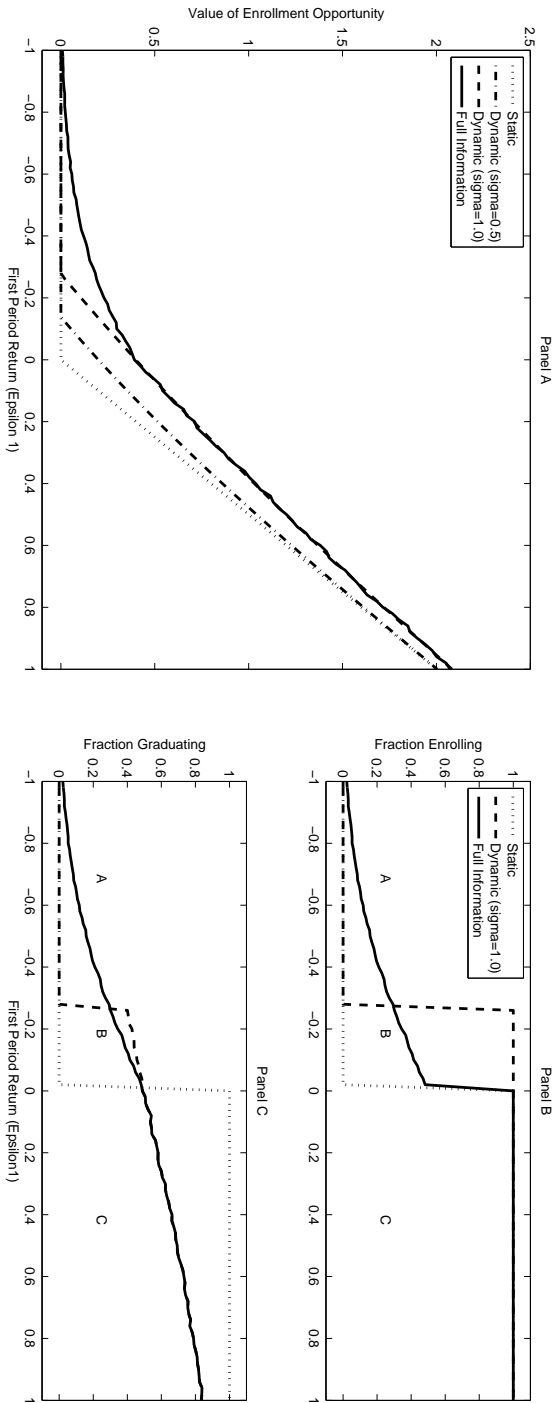 Panel A
Value of Enrollment Opportunity
2.5
2
1.5
1
0.5
0
Static
Dynamic (sigma=0.5)
Dynamic (sigma=1.0)
Full Information
−1 −0.8 −0.6 −0.4 −0.2 0 0.2 0.4 0.6 0.8 1
First Period Return (Epsilon 1)
Panel B
Fraction Enrolling
1
0.8
0.6
0.4
0.2
0
Static
Dynamic (sigma=1.0)
Full Information
A B C
−1 −0.8 −0.6 −0.4 −0.2 0 0.2 0.4 0.6 0.8 1
Panel C
Fraction Graduating
1
0.8
0.6
0.4
0.2
0
A B C
−1 −0.8 −0.6 −0.4 −0.2 0 0.2 0.4 0.6 0.8 1
First Period Return (Epsilon1)